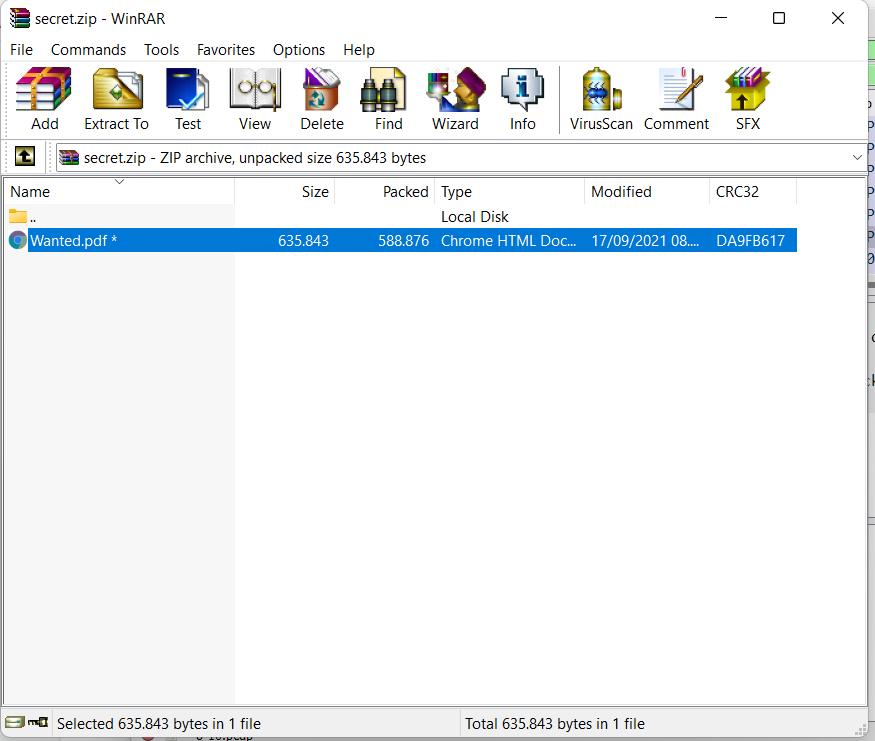 secret.zip - WinRAR
File Commands Tools Favorites Options Help
Add Extract To Test View Delete Find Wizard Info VirusScan Comment SFX
secret.zip - ZIP archive, unpacked size 635.843 bytes
Name Size Packed Type Modified CRC32
.. Local Disk
Wanted.pdf * 635.843 588.876 Chrome HTML Doc... 17/09/2021 08.... DA9FB617
Selected 635.843 bytes in 1 file Total 635.843 bytes in 1 file